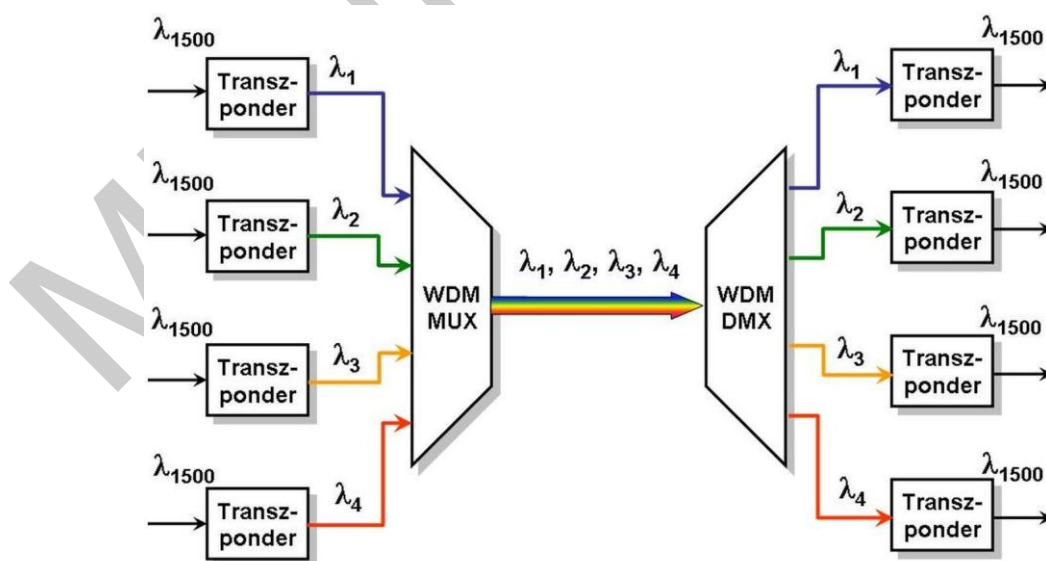 λ1500
Transz-
ponder
λ1
λ1500
Transz-
ponder
λ2
λ1500
Transz-
ponder
λ3
λ1500
Transz-
ponder
λ4
WDM
MUX
λ1, λ2, λ3, λ4
WDM
DMX
λ1
Transz-
ponder
λ1500
λ2
Transz-
ponder
λ1500
λ3
Transz-
ponder
λ1500
λ4
Transz-
ponder
λ1500